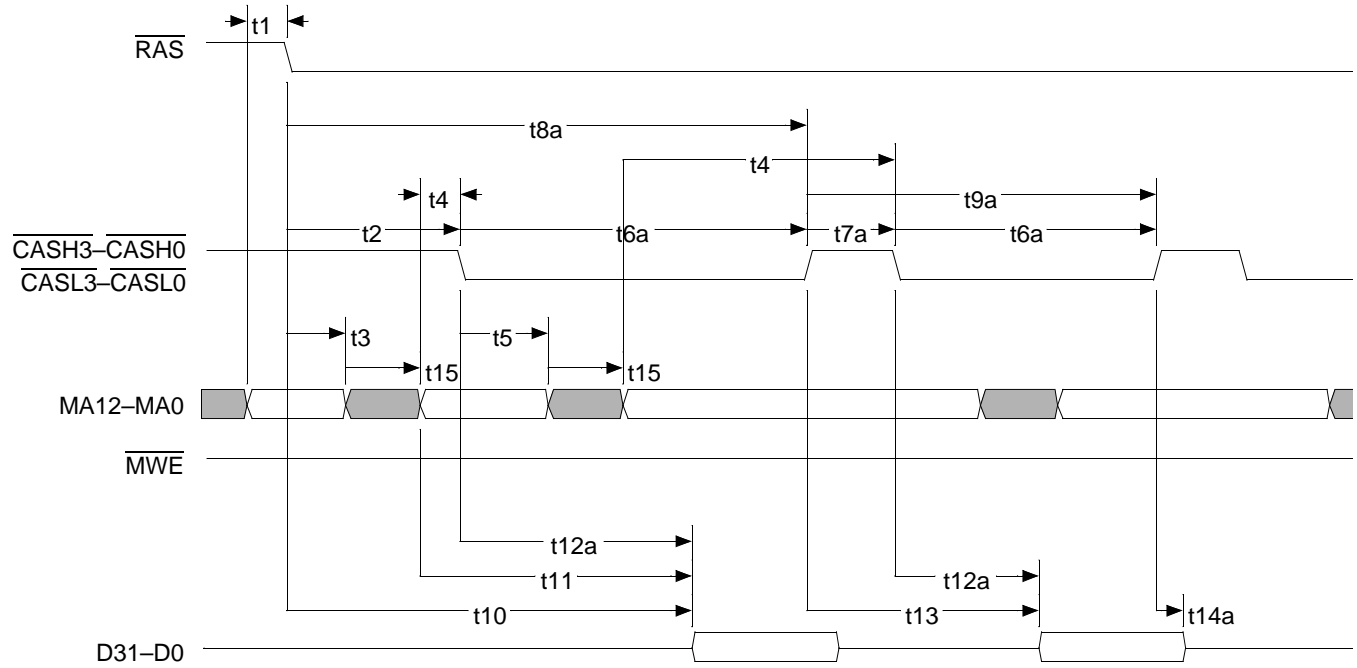 t1
RAS
t8a
t4
t4
t9a
t2
t6a
t7a
t6a
CASH3–CASH0
CASL3–CASL0
t3
t5
t15
t15
MA12–MA0
MWE
t12a
t11
t12a
t10
t13
t14a
D31–D0